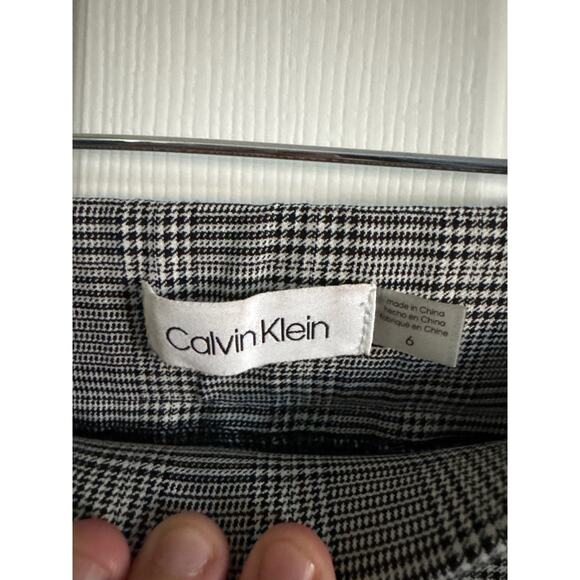 Calvin Klein
made in China
hecho en China
fabriqué en Chine
6